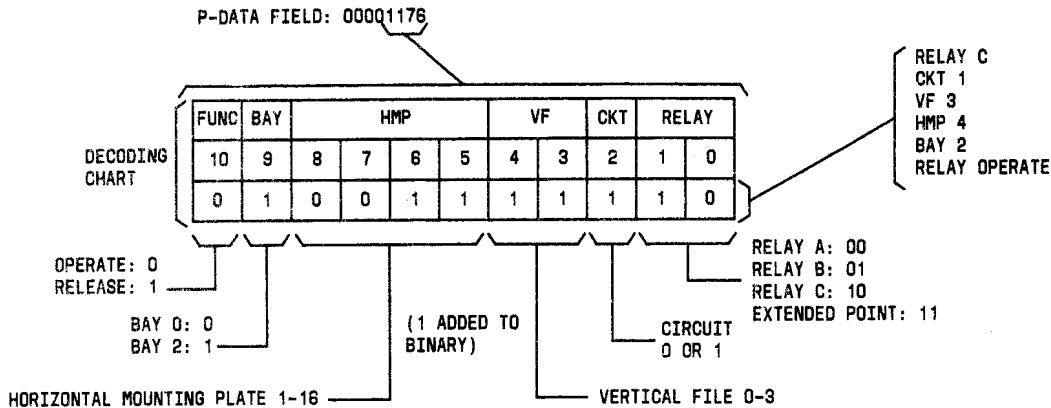 P-DATA FIELD: 00001176
RELAY C
CKT 1
VF 3
HMP 4
BAY 2
RELAY OPERATE
DECODING
CHART
FUNC BAY HMP VF CKT RELAY
10 9 8 7 6 5 4 3 2 1 0
0 1 0 0 1 1 1 1 1 1 0
OPERATE: 0
RELEASE: 1
BAY 0: 0
BAY 2: 1
(1 ADDED TO
BINARY)
CIRCUIT
0 OR 1
RELAY A: 00
RELAY B: 01
RELAY C: 10
EXTENDED POINT: 11
HORIZONTAL MOUNTING PLATE 1-16
VERTICAL FILE 0-3